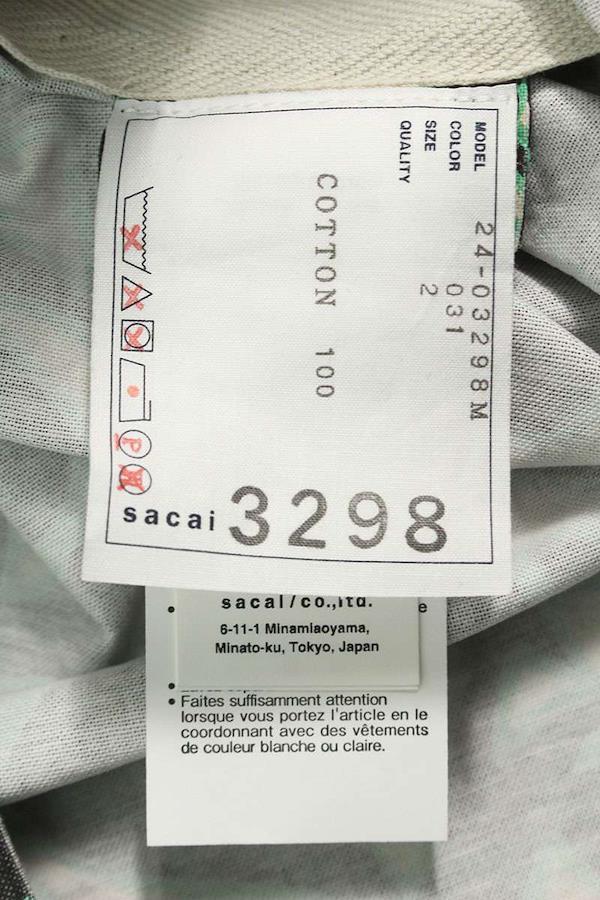 MODEL 24-03298M
COLOR 031
SIZE 2
QUALITY
COTTON 100
P
sacai 3298
sacai/co.,ltd.
6-11-1 Minamiaoyama,
Minato-ku, Tokyo, Japan
e
• Faites suffisamment attention
lorsque vous portez l'article en le
coordonnant avec des vêtements
de couleur blanche ou claire.